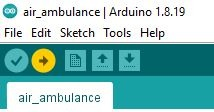 air_ambulance | Arduino 1.8.19
File Edit Sketch Tools Help
air_ambulance